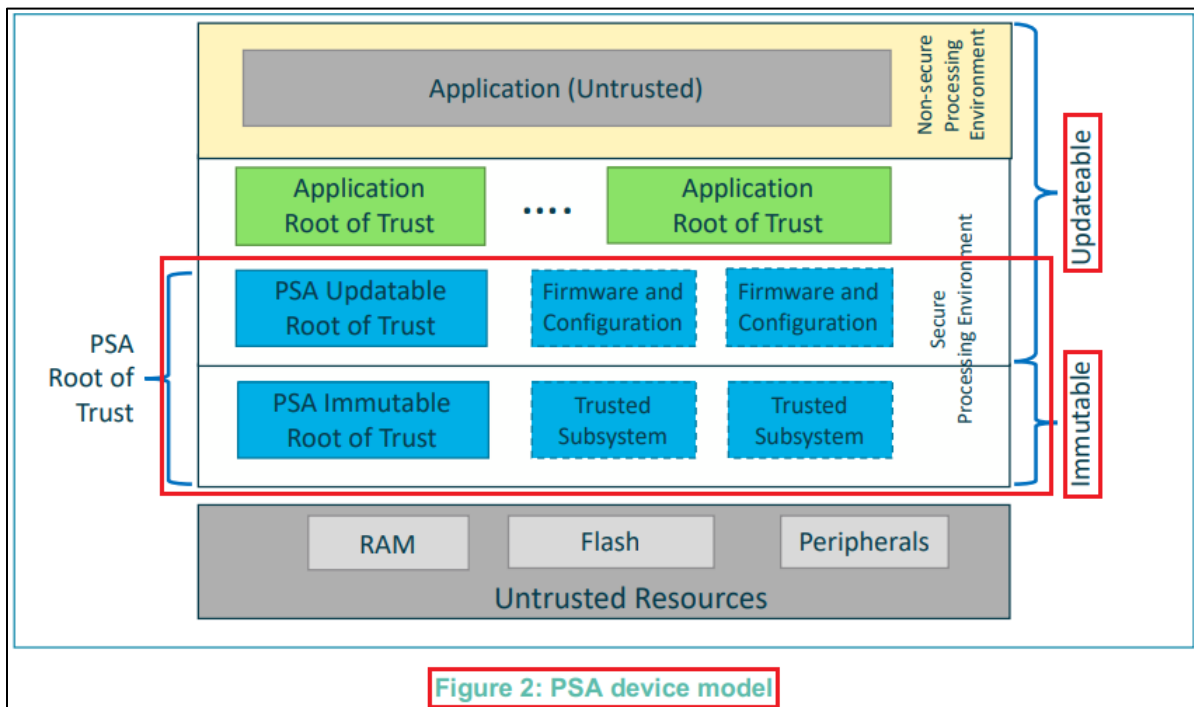 Application (Untrusted)
Non-secure
Processing
Environment
Application
Root of Trust
....
Application
Root of Trust
Updateable
PSA
Root of
Trust
PSA Updatable
Root of Trust
Firmware and
Configuration
Firmware and
Configuration
Secure
Processing Environment
PSA Immutable
Root of Trust
Trusted
Subsystem
Trusted
Subsystem
Immutable
RAM
Flash
Peripherals
Untrusted Resources
Figure 2: PSA device model